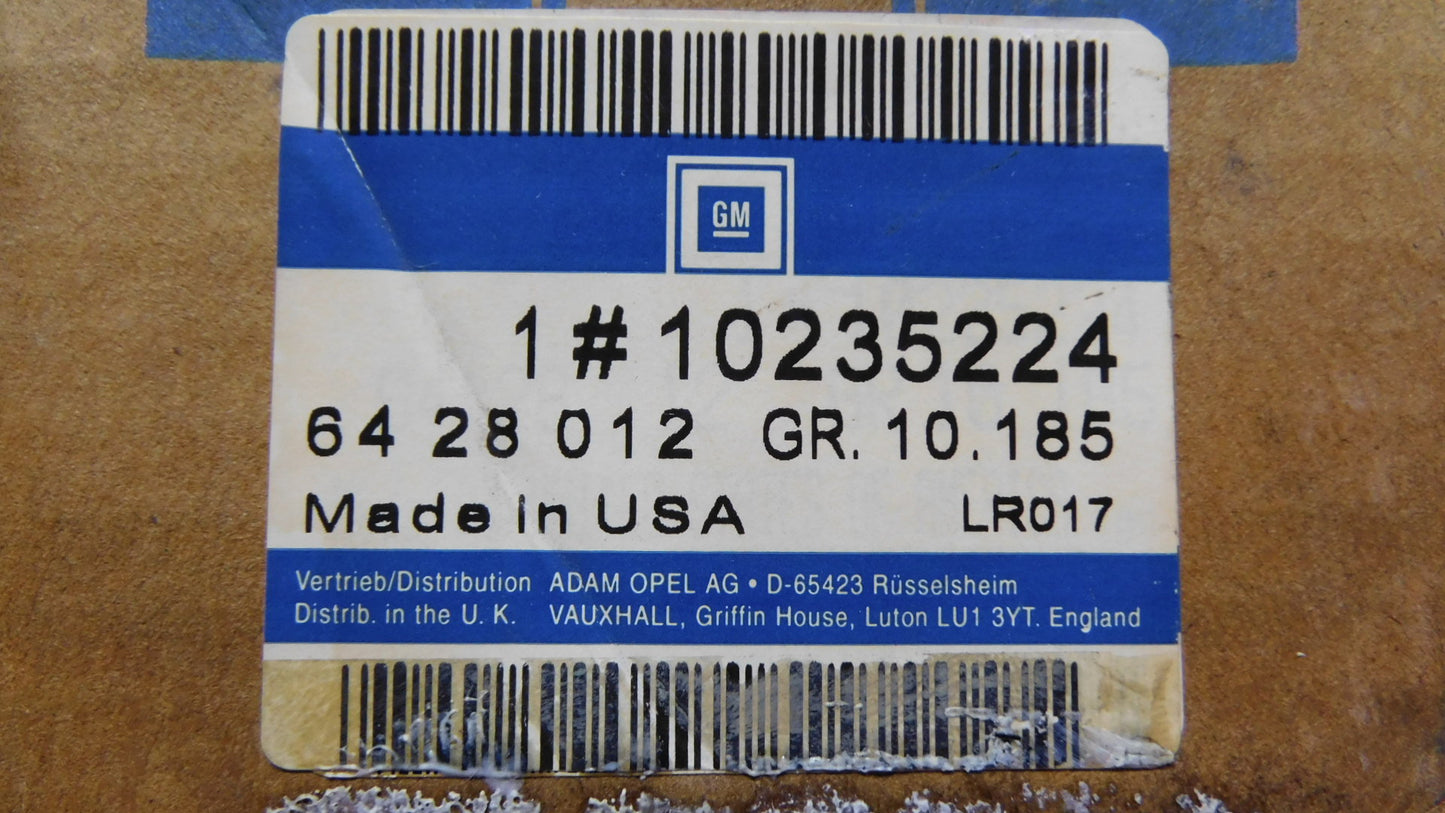 GM
1 # 10235224
64 28 012 GR. 10.185
Made in USA LR017
Vertrieb/Distribution ADAM OPEL AG • D-65423 Rüsselsheim
Distrib. in the U. K. VAUXHALL, Griffin House, Luton LU1 3YT. England